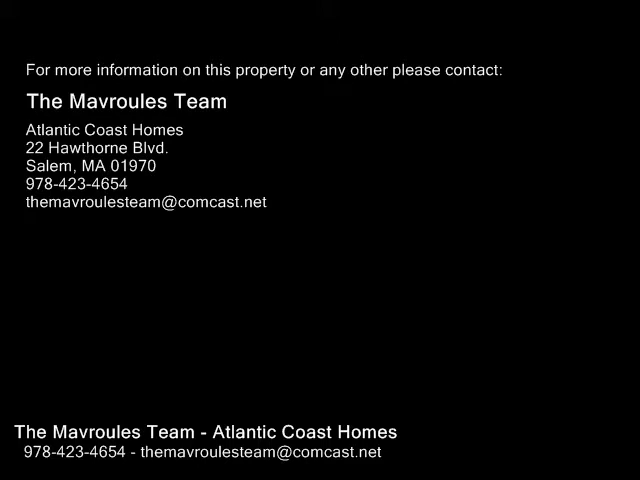 For more information on this property or any other please contact:
The Mavroules Team
Atlantic Coast Homes
22 Hawthorne Blvd.
Salem, MA 01970
978-423-4654
themavroulesteam@comcast.net
The Mavroules Team - Atlantic Coast Homes
978-423-4654 - themavroulesteam@comcast.net